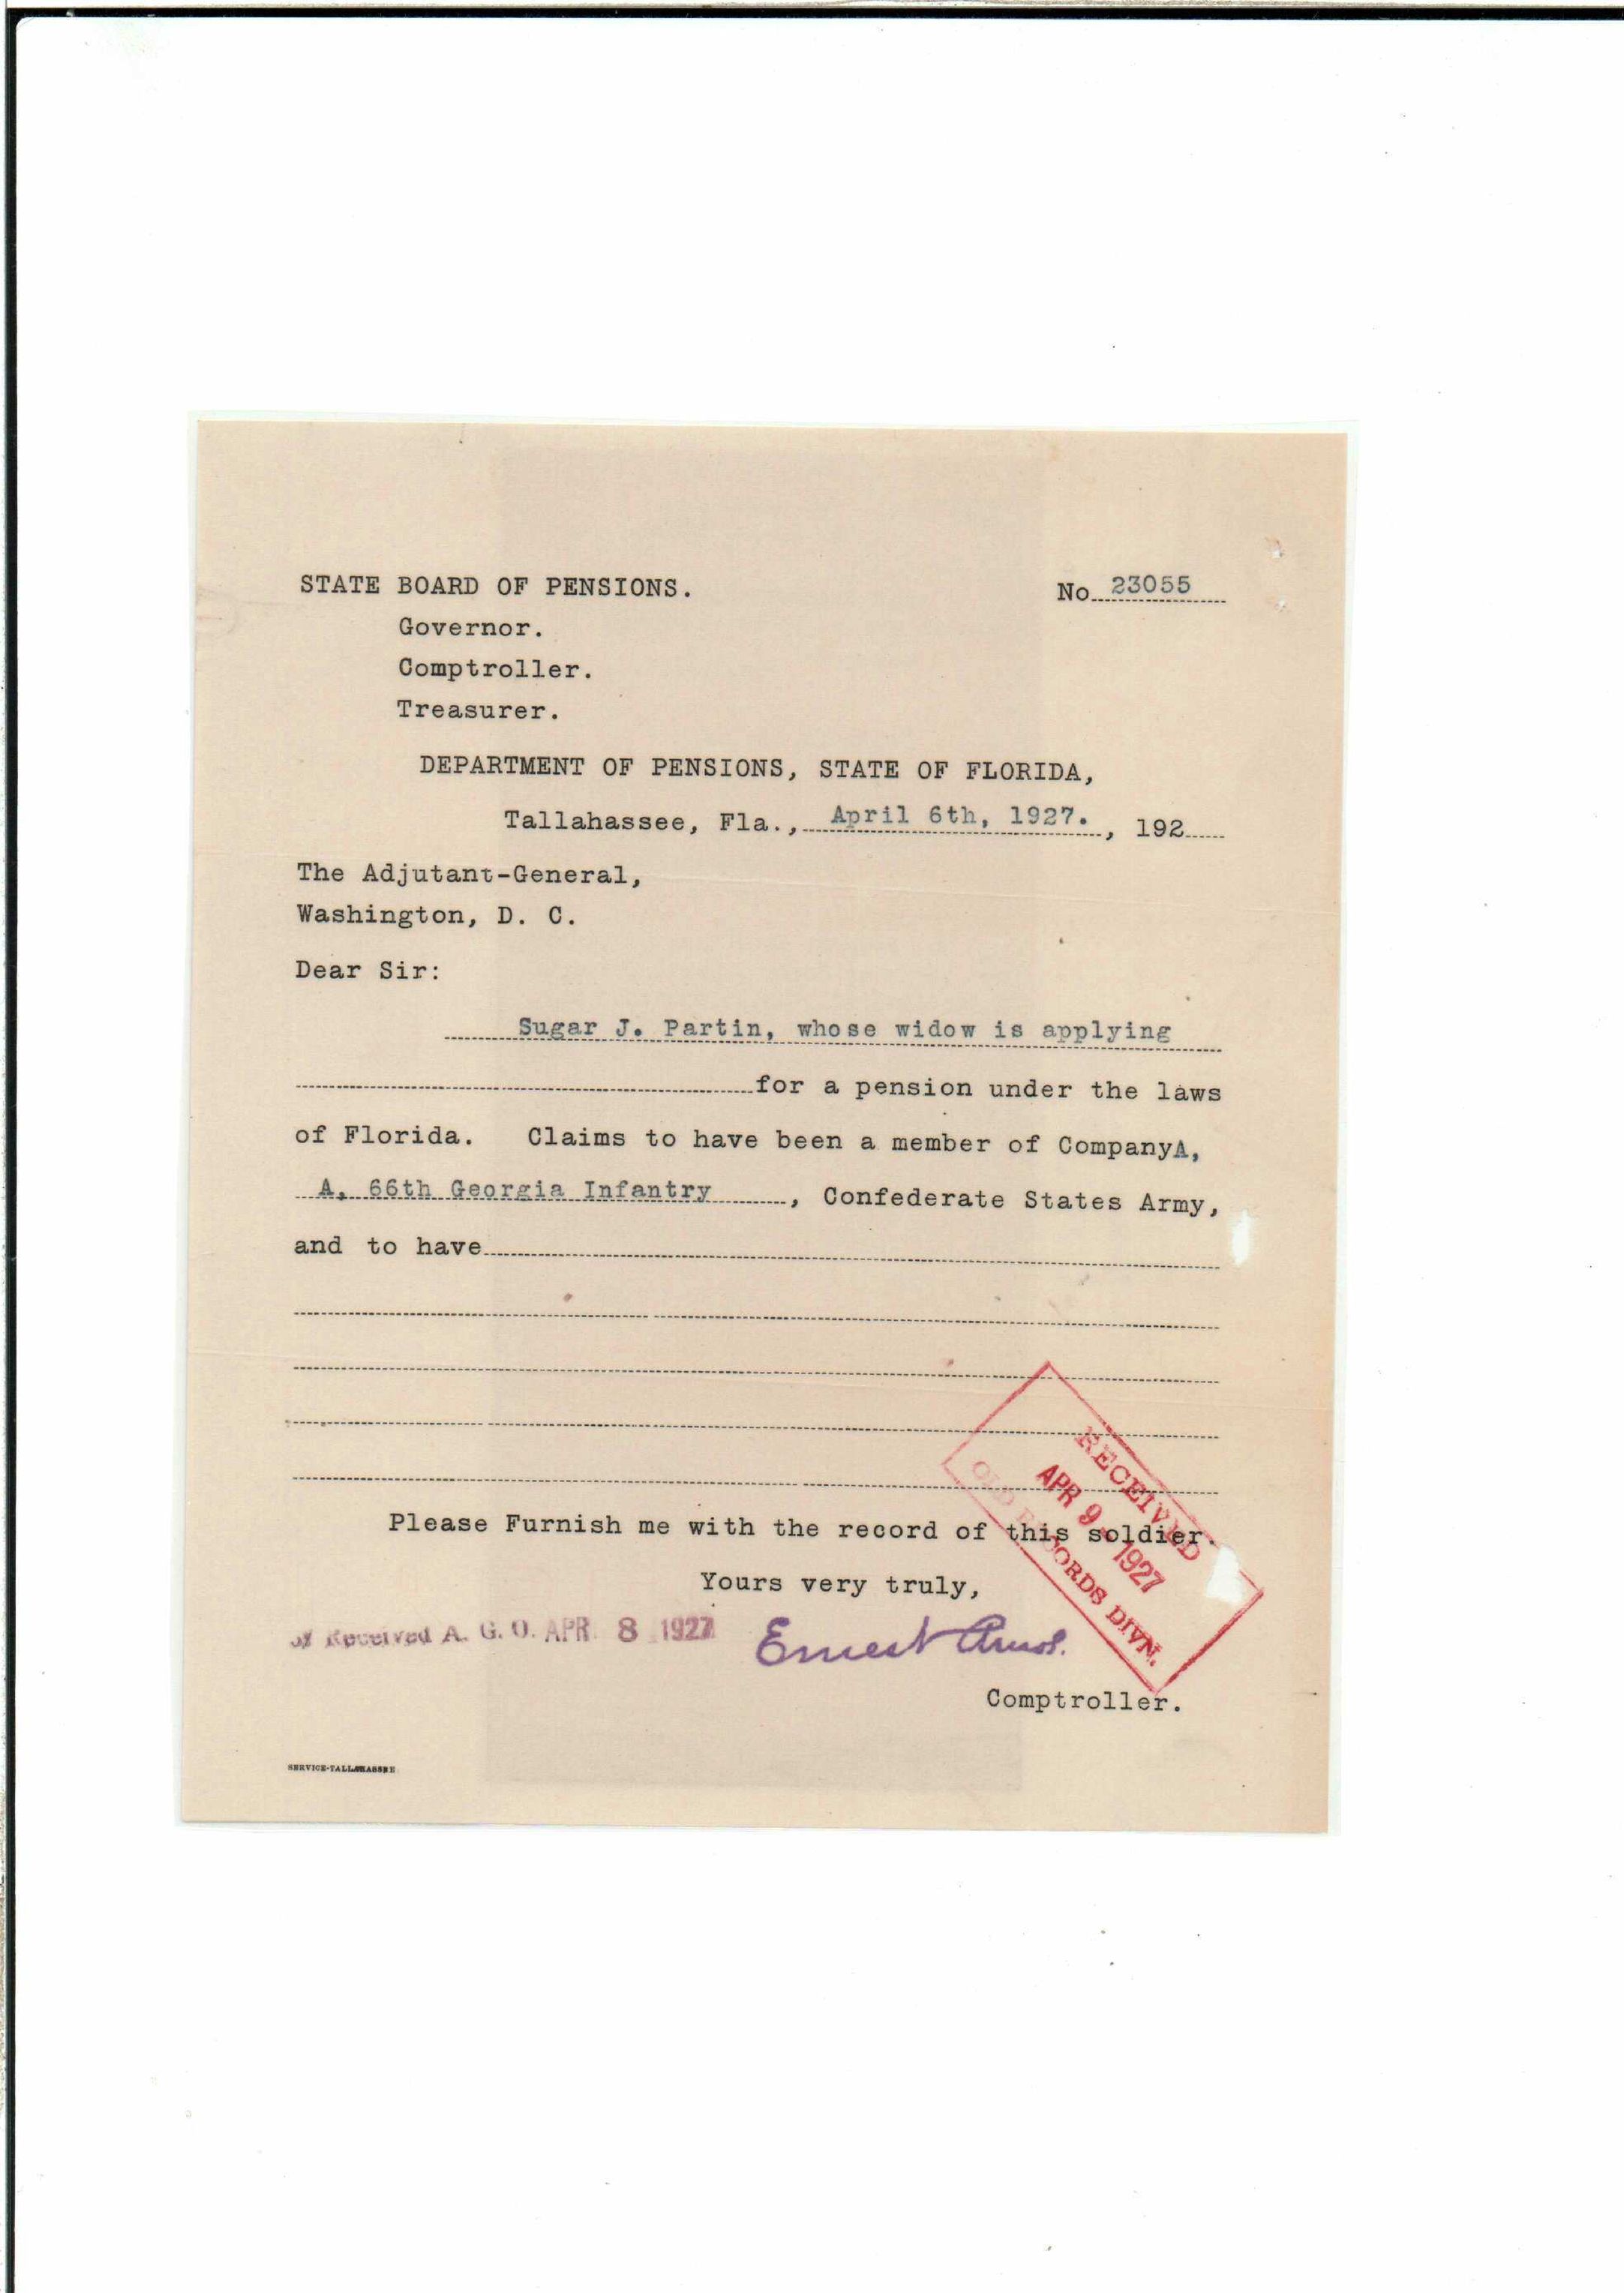 STATE BOARD OF PENSIONS.
No 23055
Governor.
Comptroller.
Treasurer.
DEPARTMENT OF PENSIONS, STATE OF FLORIDA,
Tallahassee, Fla., April 6th, 1927. , 192
The Adjutant-General,
Washington, D. C.
Dear Sir:
Sugar J. Partin, whose widow is applying
for a pension under the laws
of Florida. Claims to have been a member of CompanyA,
A, 66th Georgia Infantry , Confederate States Army,
and to have
Please Furnish me with the record of this soldier.
Yours very truly,
Received A. G. O. APR 8 1927
Ernest Amos.
Comptroller.
RECEIVED
APR 9 - 1927
OLD RECORDS DIVN.
SERVICE-TALLAHASSEE